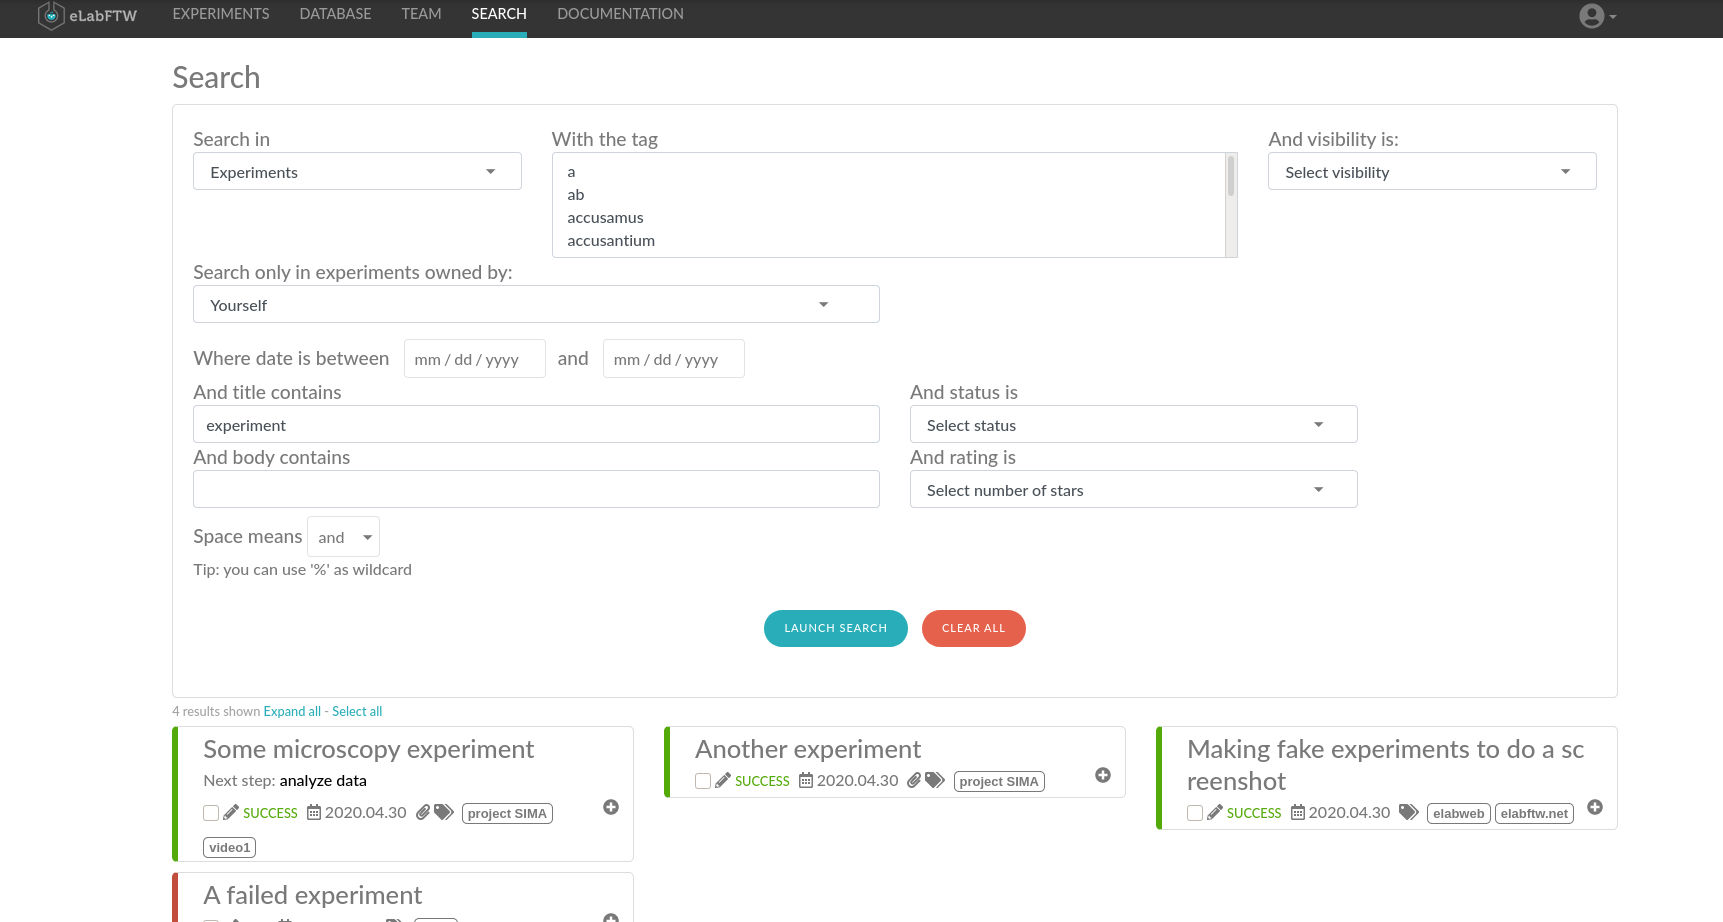 eLabFTW EXPERIMENTS DATABASE TEAM SEARCH DOCUMENTATION
Search
Search in With the tag And visibility is:
Experiments
a
Select visibility
ab
accusamus
accusantium
Search only in experiments owned by:
Yourself
Where date is between mm / dd / yyyy and mm / dd / yyyy
And title contains And status is
experiment Select status
And body contains And rating is
Select number of stars
Space means and
Tip: you can use '%' as wildcard
LAUNCH SEARCH CLEAR ALL
4 results shown Expand all - Select all
Some microscopy experiment
Next step: analyze data
SUCCESS 2020.04.30 project SIMA
video1
Another experiment
SUCCESS 2020.04.30 project SIMA
Making fake experiments to do a sc
reenshot
SUCCESS 2020.04.30 elabweb elabftw.net
A failed experiment